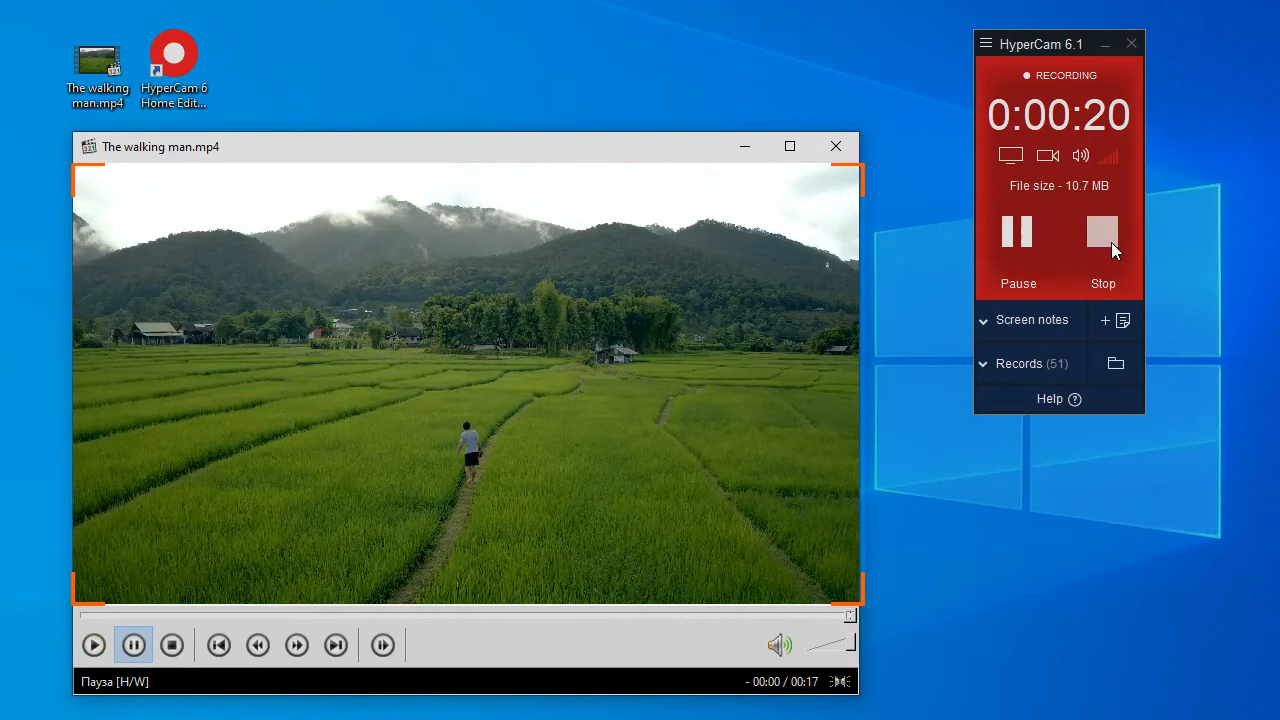 The walking
man.mp4
HyperCam 6
Home Edit...
The walking man.mp4
Пауза [H/W]
- 00:00 / 00:17
HyperCam 6.1
RECORDING
0:00:20
File size - 10.7 MB
Pause
Stop
Screen notes
Records (51)
Help